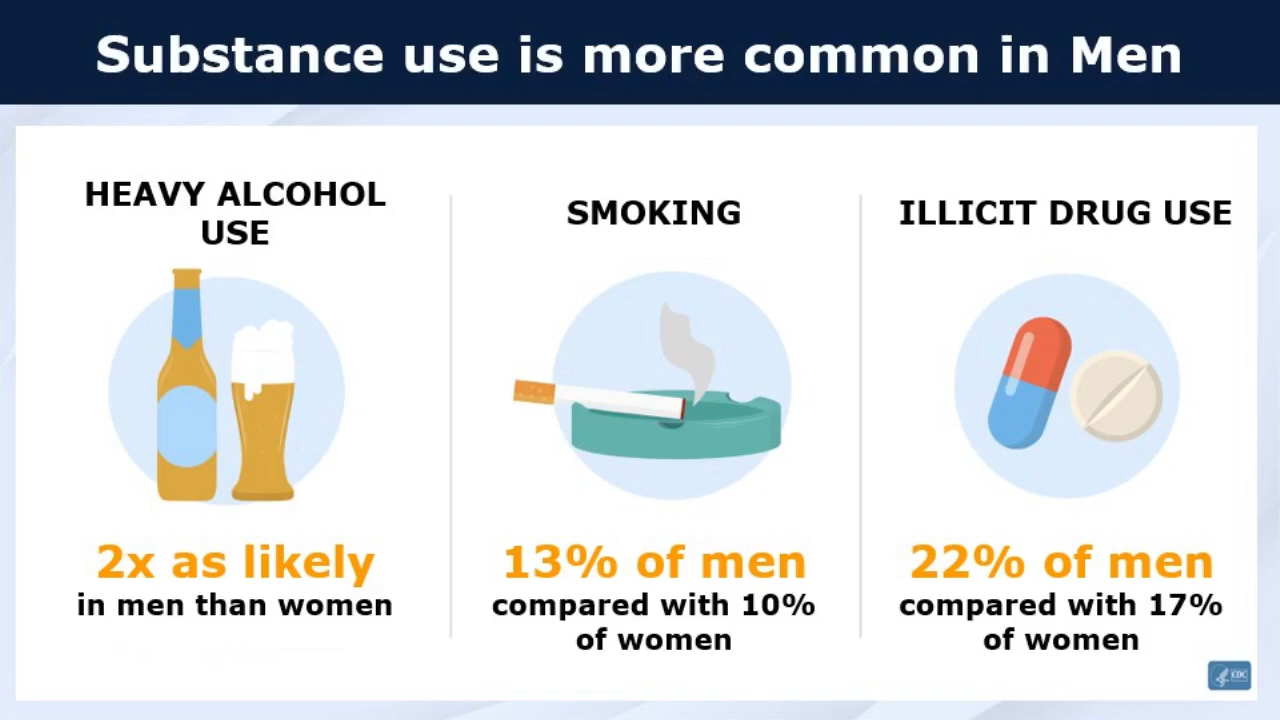 Substance use is more common in Men
HEAVY ALCOHOL
USE
2x as likely
in men than women
SMOKING
13% of men
compared with 10%
of women
ILLICIT DRUG USE
22% of men
compared with 17%
of women
CDC